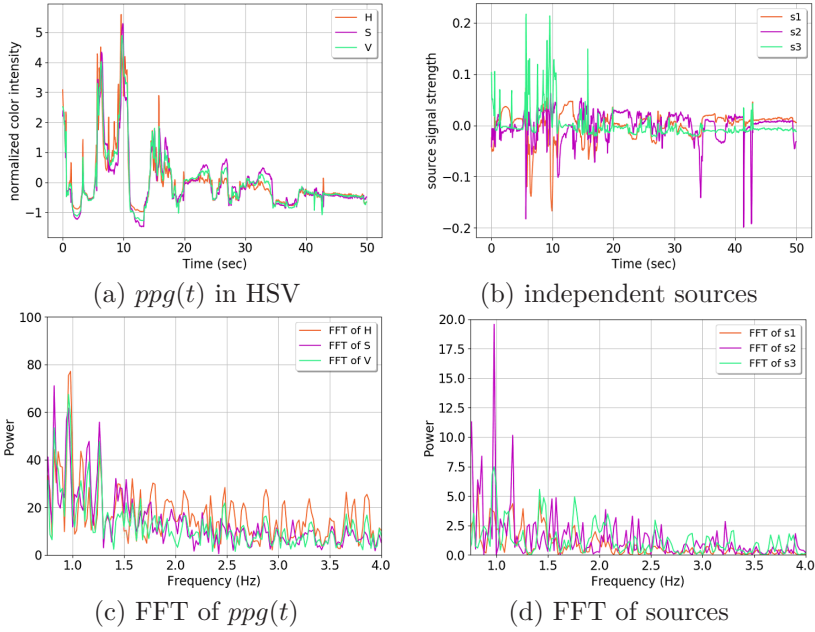 H
S
V
normalized color intensity
5
4
3
2
1
0
−1
0 10 20 30 40 50
Time (sec)
(a) ppg(t) in HSV
s1
s2
s3
source signal strength
0.2
0.1
0.0
−0.1
−0.2
0 10 20 30 40 50
Time (sec)
(b) independent sources
FFT of H
FFT of S
FFT of V
Power
100
80
60
40
20
0
1.0 1.5 2.0 2.5 3.0 3.5 4.0
Frequency (Hz)
(c) FFT of ppg(t)
FFT of s1
FFT of s2
FFT of s3
Power
20.0
17.5
15.0
12.5
10.0
7.5
5.0
2.5
0.0
1.0 1.5 2.0 2.5 3.0 3.5 4.0
Frequency (Hz)
(d) FFT of sources